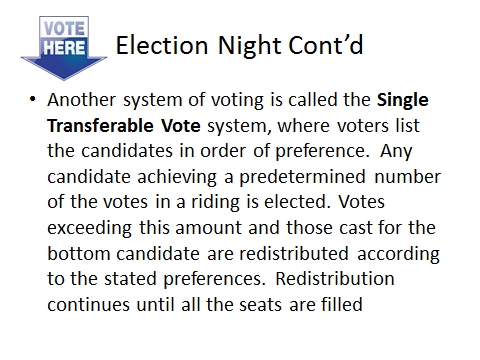 VOTE
HERE
Election Night Cont’d
• Another system of voting is called the Single
Transferable Vote system, where voters list
the candidates in order of preference.  Any
candidate achieving a predetermined number
of the votes in a riding is elected. Votes
exceeding this amount and those cast for the
bottom candidate are redistributed according
to the stated preferences.  Redistribution
continues until all the seats are filled